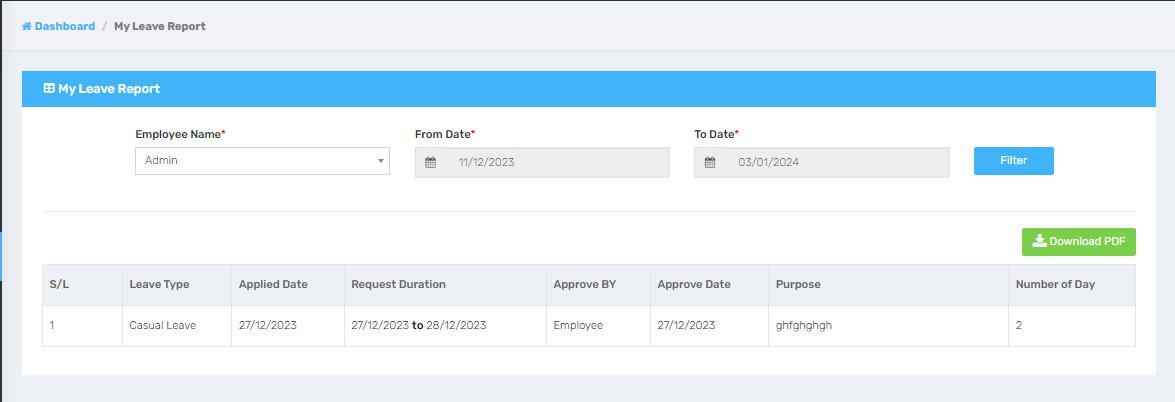 Dashboard / My Leave Report
My Leave Report
Employee Name* From Date* To Date*
Admin 11/12/2023 03/01/2024 Filter
Download PDF
S/L Leave Type Applied Date Request Duration Approve BY Approve Date Purpose Number of Day
1 Casual Leave 27/12/2023 27/12/2023 to 28/12/2023 Employee 27/12/2023 ghfghghgh 2